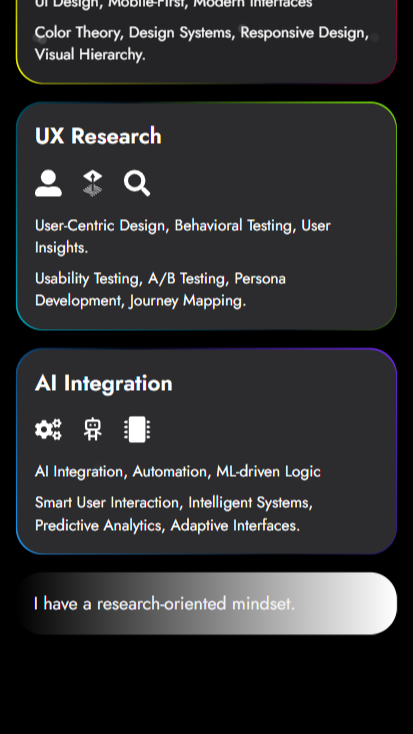 UI Design, Mobile-First, Modern Interfaces
Color Theory, Design Systems, Responsive Design,
Visual Hierarchy.
UX Research
User-Centric Design, Behavioral Testing, User
Insights.
Usability Testing, A/B Testing, Persona
Development, Journey Mapping.
AI Integration
AI Integration, Automation, ML-driven Logic
Smart User Interaction, Intelligent Systems,
Predictive Analytics, Adaptive Interfaces.
I have a research-oriented mindset.